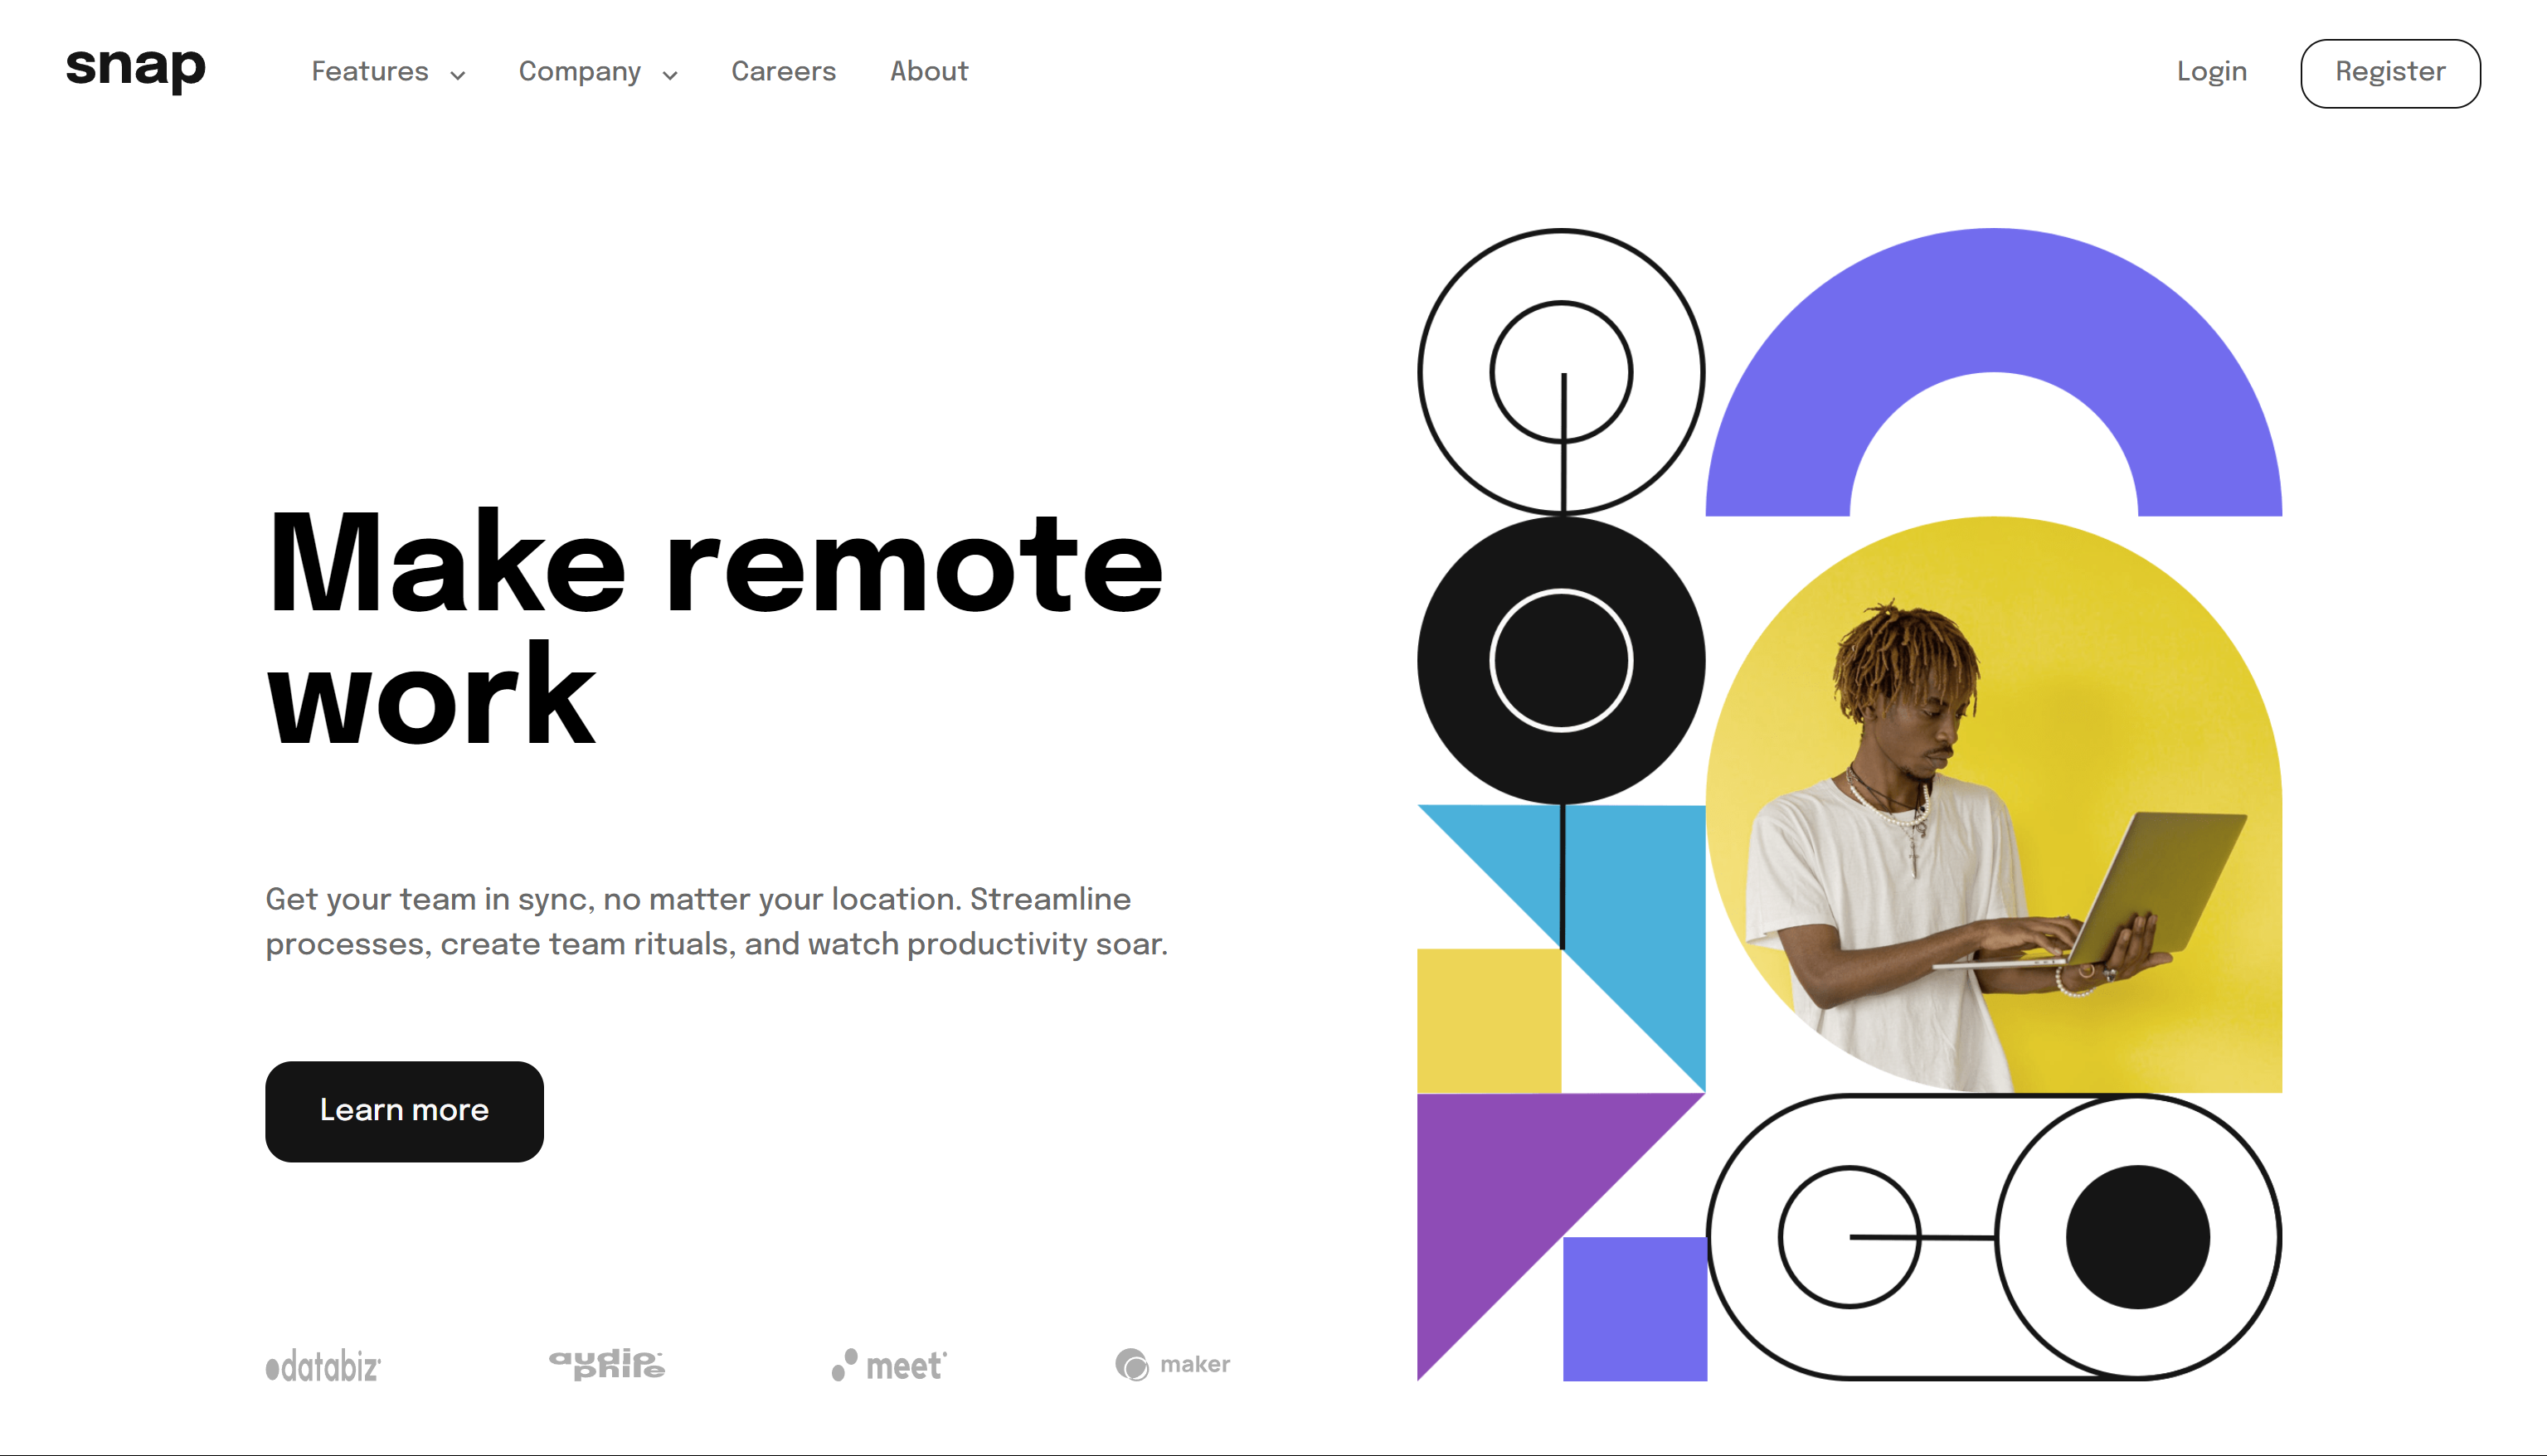 snap
Features
Company
Careers
About
Login
Register
Make remote
work
Get your team in sync, no matter your location. Streamline
processes, create team rituals, and watch productivity soar.
Learn more
databiz
audiophile
meet
maker